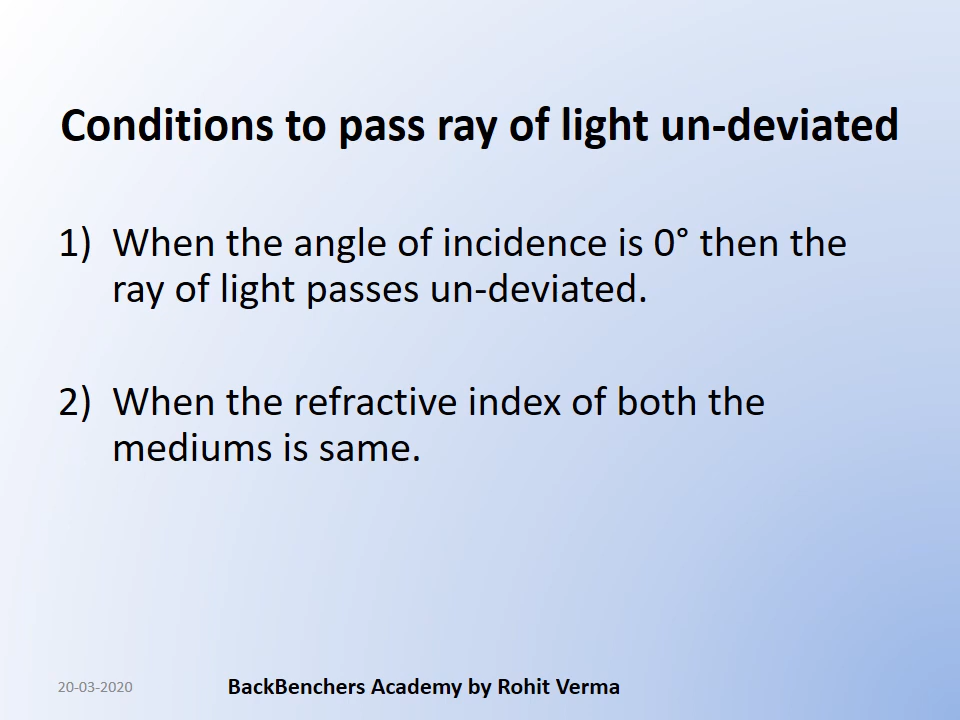 Conditions to pass ray of light un-deviated
1) When the angle of incidence is 0° then the
ray of light passes un-deviated.
2) When the refractive index of both the
mediums is same.
20-03-2020
BackBenchers Academy by Rohit Verma